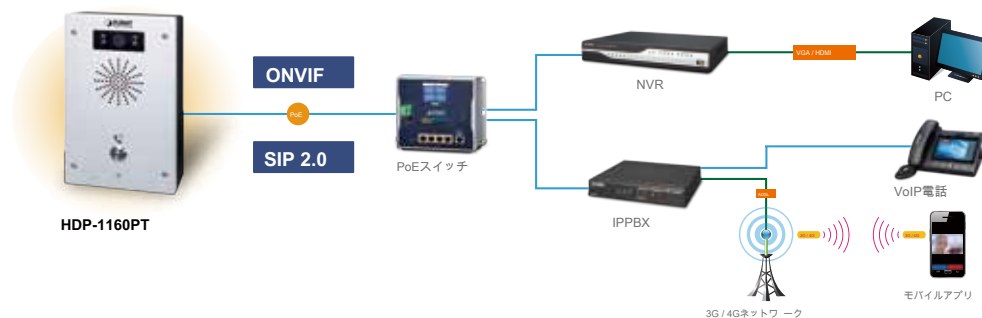 PLANET
ONVIF
PoE
SIP 2.0
HDP-1160PT
PoEスイッチ
NVR
VGA / HDMI
PC
IPPBX
VoIP電話
3G / 4Gネットワーク
モバイルアプリ